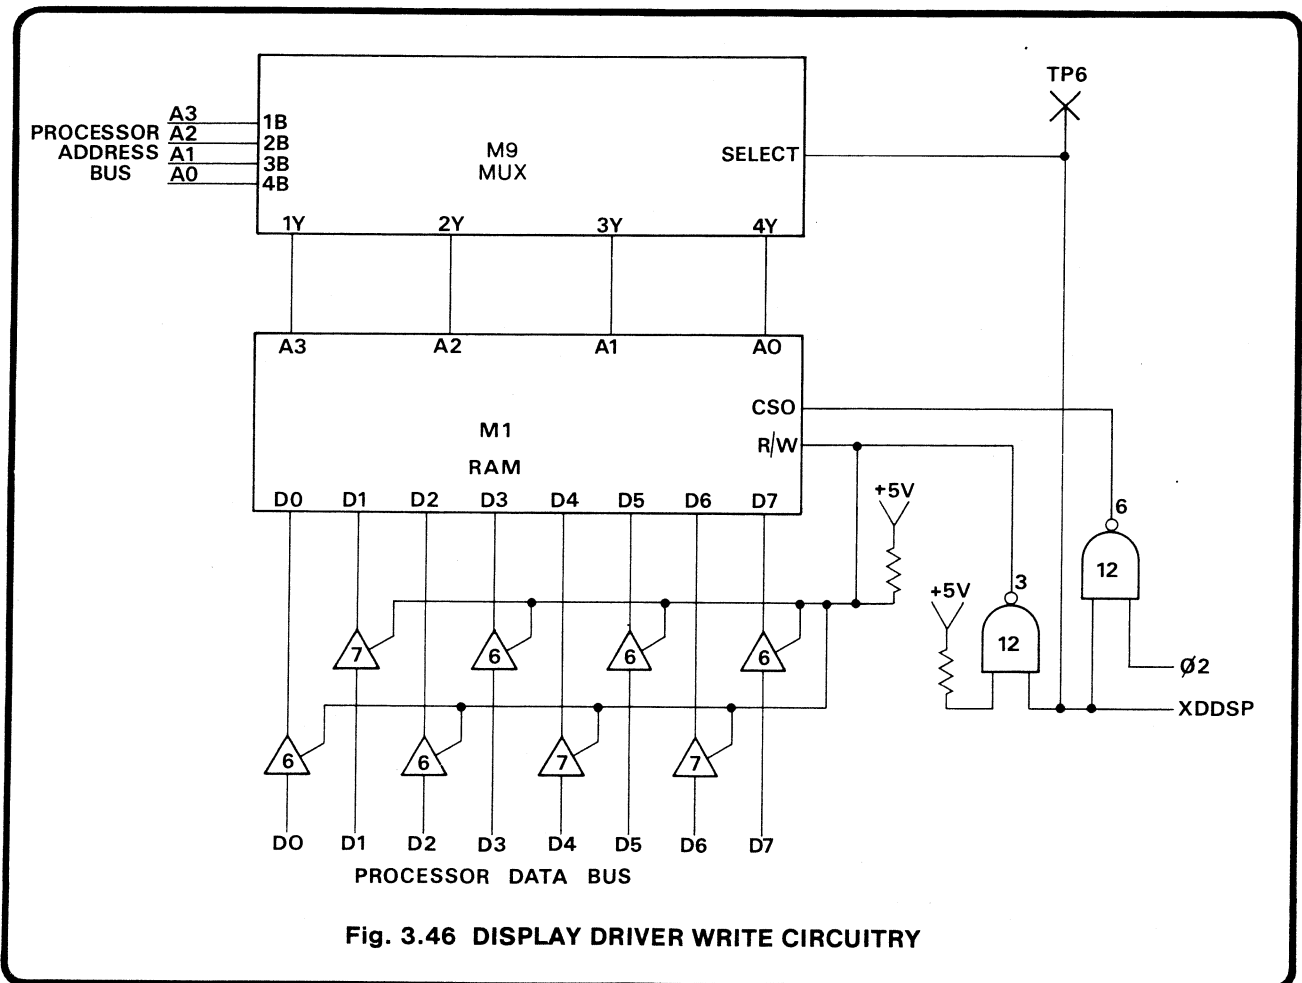 TP6
A3
PROCESSOR A2
ADDRESS A1
BUS A0
1B
2B
3B
4B
M9
MUX
SELECT
1Y 2Y 3Y 4Y
A3 A2 A1 A0
CSO
M1
R/W
RAM
D0 D1 D2 D3 D4 D5 D6 D7
+5V
6
12
+5V
3
12
7 6 6 6
Ø2
XDDSP
6 6 7 7
D0 D1 D2 D3 D4 D5 D6 D7
PROCESSOR DATA BUS
Fig. 3.46 DISPLAY DRIVER WRITE CIRCUITRY